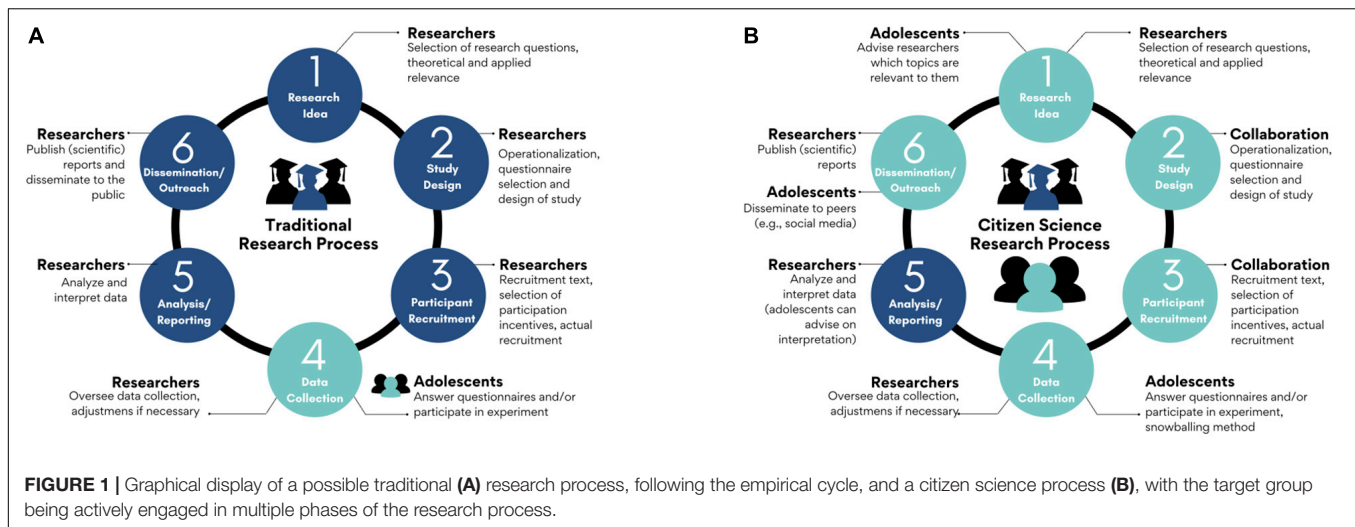 A
Researchers
Selection of research questions,
theoretical and applied
relevance
1
Research
Idea
2
Study
Design
Researchers
Operationalization,
questionnaire
selection and
design of study
3
Participant
Recruitment
Researchers
Recruitment text,
selection of
participation
incentives, actual
recruitment
4
Data
Collection
Adolescents
Answer questionnaires and/or
participate in experiment
Researchers
Oversee data collection,
adjustmens if necessary
5
Analysis/
Reporting
Researchers
Analyze and
interpret data
6
Dissemination/
Outreach
Researchers
Publish (scientific)
reports and
disseminate to the
public
Traditional
Research Process
B
Adolescents
Advise researchers
which topics are
relevant to them
Researchers
Selection of research questions,
theoretical and applied
relevance
1
Research
Idea
2
Study
Design
Collaboration
Operationalization,
questionnaire
selection and
design of study
3
Participant
Recruitment
Collaboration
Recruitment text,
selection of
participation
incentives, actual
recruitment
4
Data
Collection
Adolescents
Answer questionnaires and/or
participate in experiment,
snowballing method
Researchers
Oversee data collection,
adjustmens if necessary
5
Analysis/
Reporting
Researchers
Analyze and
interpret data
(adolescents can
advise on
interpretation)
6
Dissemination/
Outreach
Researchers
Publish (scientific)
reports
Adolescents
Disseminate to peers
(e.g., social media)
Citizen Science
Research Process
FIGURE 1 | Graphical display of a possible traditional (A) research process, following the empirical cycle, and a citizen science process (B), with the target group
being actively engaged in multiple phases of the research process.